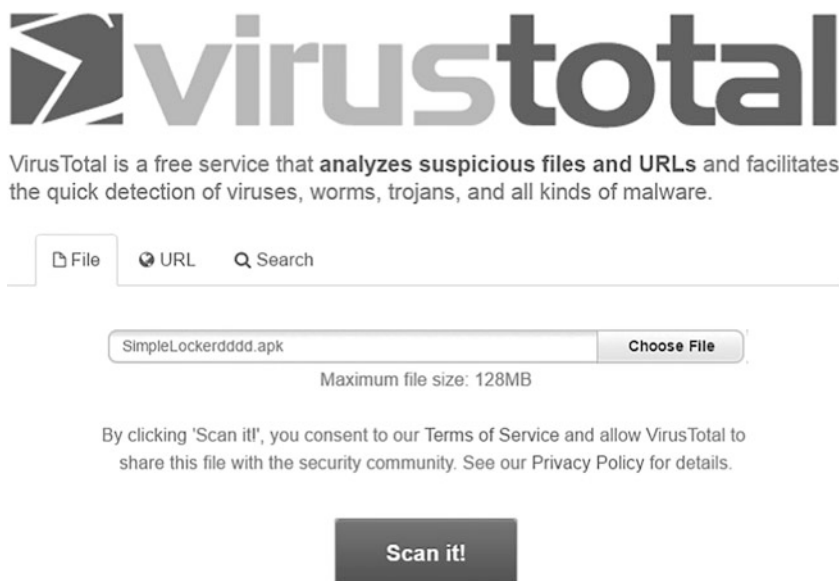 virustotal
VirusTotal is a free service that analyzes suspicious files and URLs and facilitates
the quick detection of viruses, worms, trojans, and all kinds of malware.
File URL Search
SimpleLockerdddd.apk Choose File
Maximum file size: 128MB
By clicking 'Scan it!', you consent to our Terms of Service and allow VirusTotal to
share this file with the security community. See our Privacy Policy for details.
Scan it!